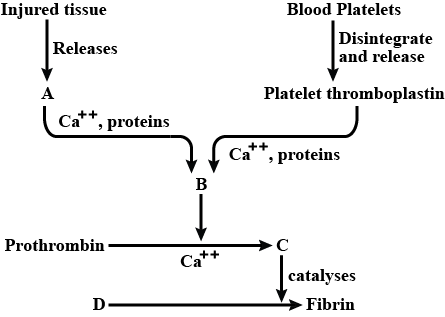 Injured tissue
Blood Platelets
Releases
Disintegrate
and release
A
Platelet thromboplastin
Ca++, proteins
Ca++, proteins
B
Prothrombin
C
Ca++
catalyses
D
Fibrin